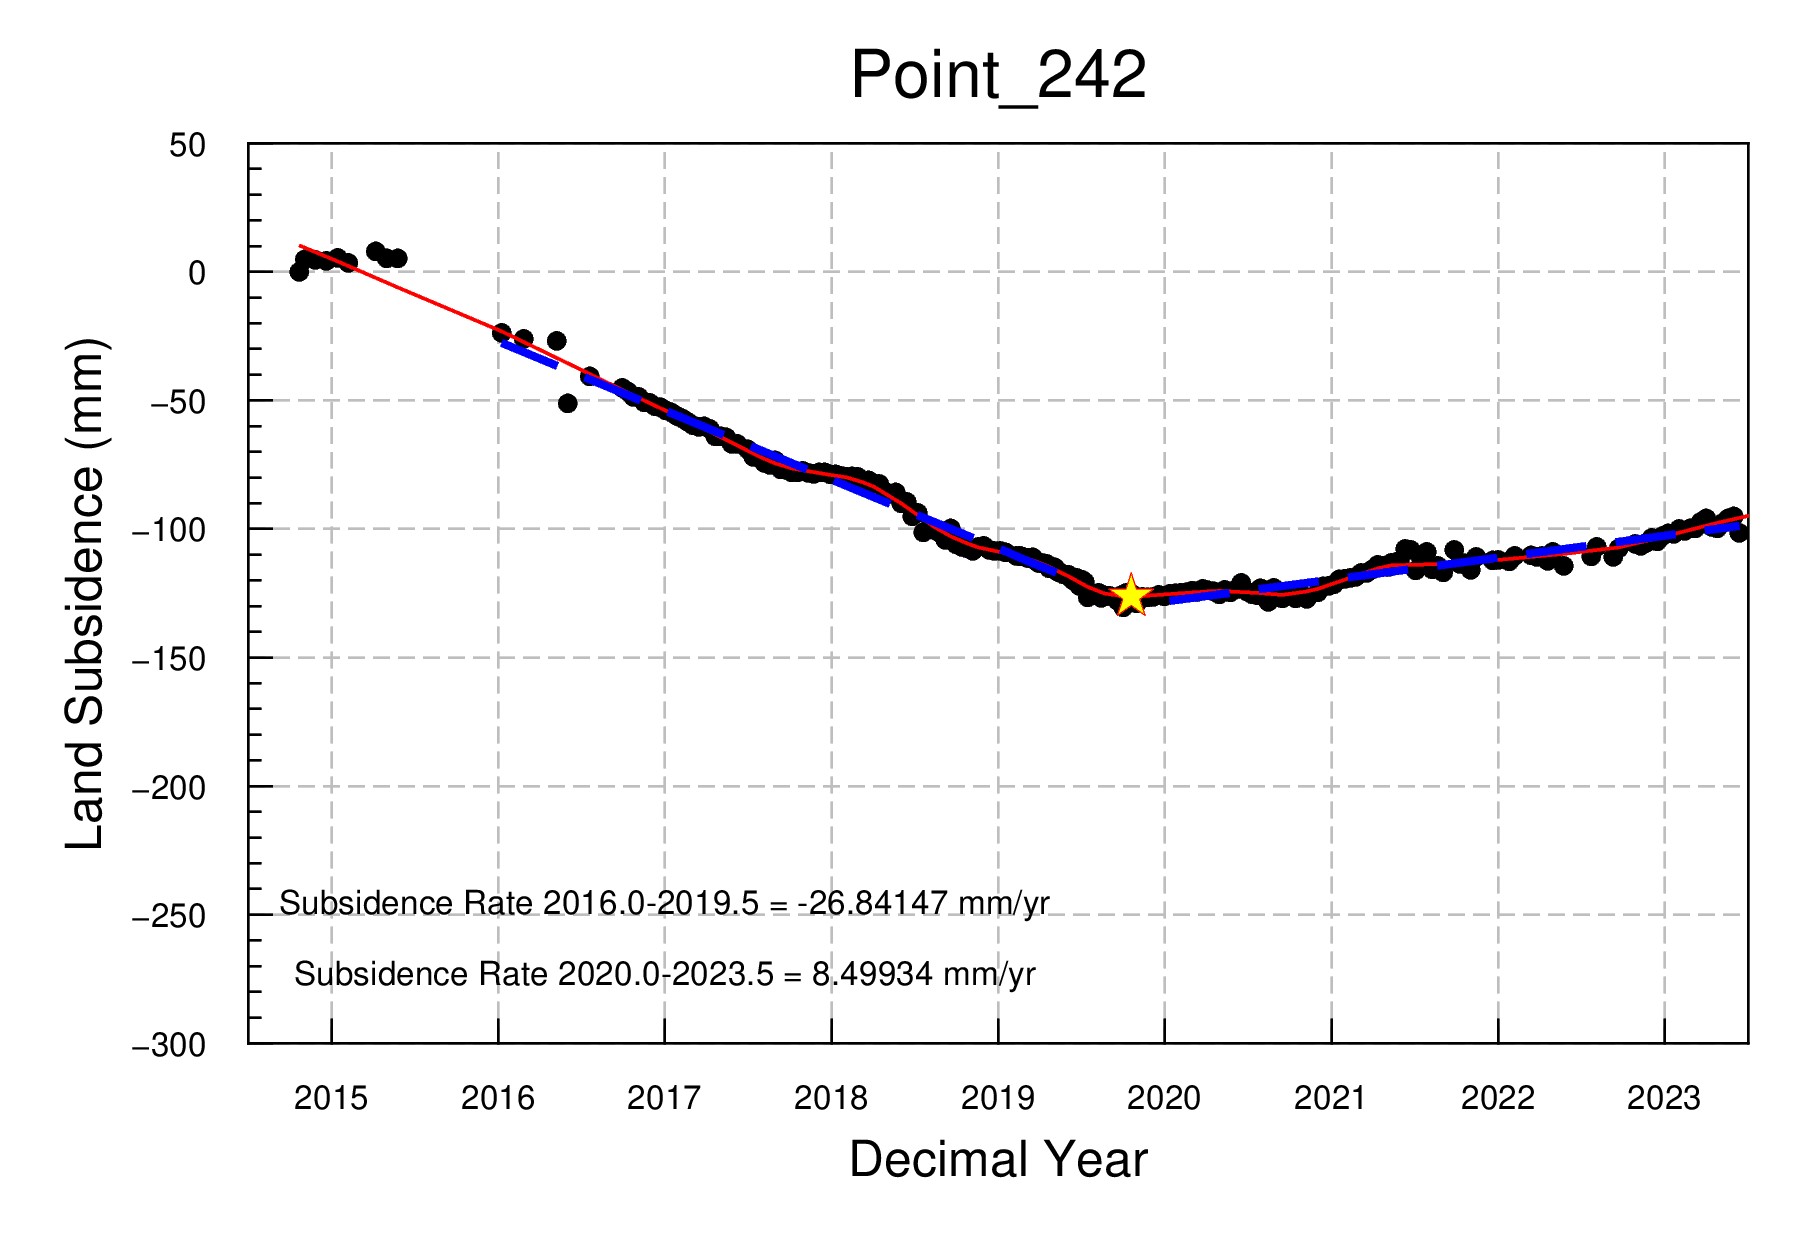 Point_242
50
0
−50
−100
−150
−200
−250
−300
Land Subsidence (mm)
Subsidence Rate 2016.0-2019.5 = -26.84147 mm/yr
Subsidence Rate 2020.0-2023.5 = 8.49934 mm/yr
2015 2016 2017 2018 2019 2020 2021 2022 2023
Decimal Year